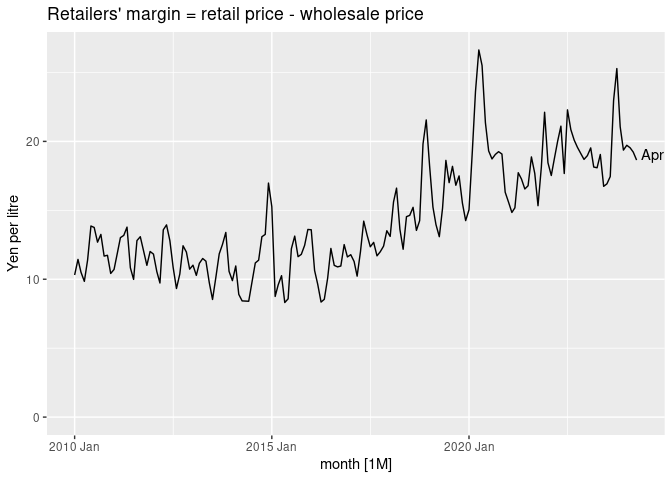 Retailers' margin = retail price - wholesale price
20
10
0
Yen per litre
Apr
2010 Jan
2015 Jan
2020 Jan
month [1M]